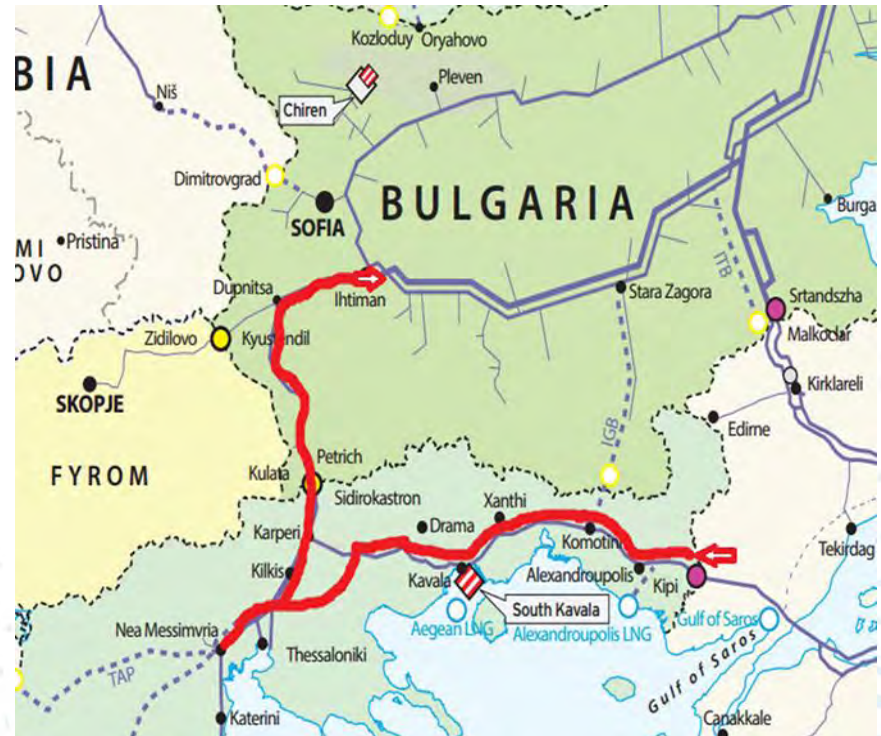 Kozloduy
Oryahovo
BIA
Pleven
Niš
Chiren
Dimitrovgrad
SOFIA
BULGARIA
Burga
MI
OVO
Pristina
ITB
Dupnitsa
Ihtiman
Stara Zagora
Srtandszha
Zidilovo
Kyustendil
Malkoclar
Kirklareli
SKOPJE
Edirne
FYROM
IGB
Petrich
Kulata
Sidirokastron
Xanthi
Drama
Karperi
Komotini
Tekirdag
Kilkis
Kavala
Alexandroupolis
Kipi
South Kavala
Nea Messimvria
Aegean LNG
Alexandroupolis LNG
Gulf of Saros
Thessaloniki
TAP
Gulf of Saros
Katerini
Canakkale